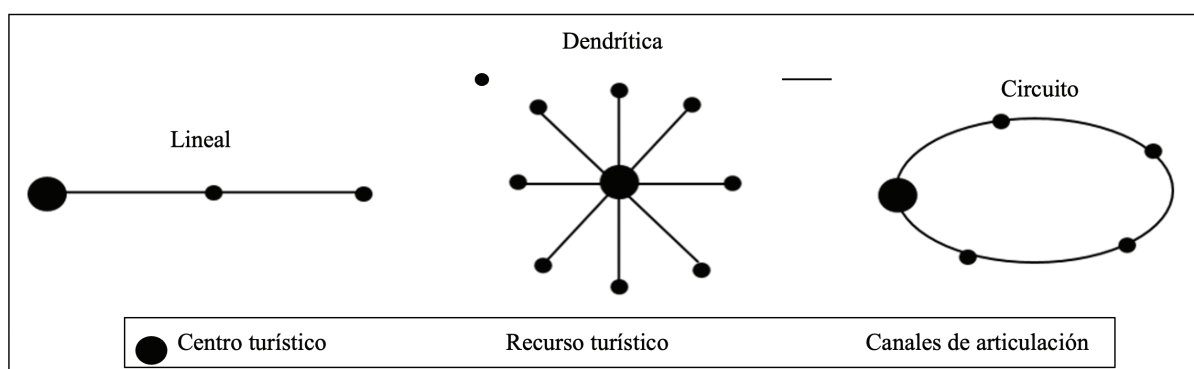 Dendrítica
Circuito
Lineal
Centro turístico
Recurso turístico
Canales de articulación